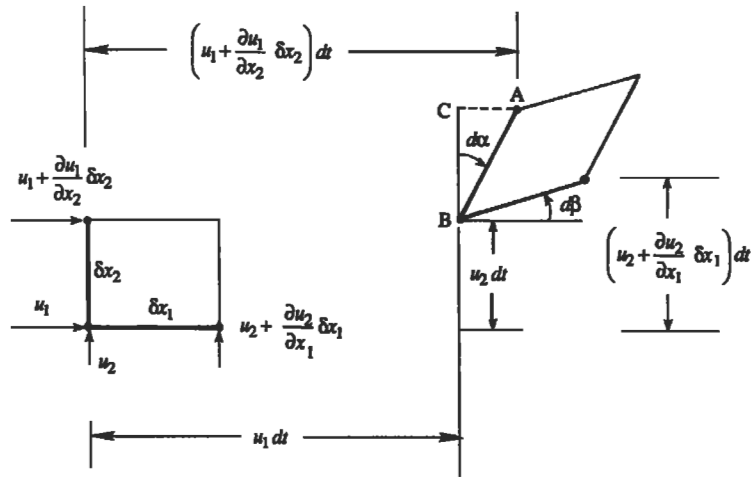 (u₁ + ∂u₁/∂x₂ δx₂) dt
C
A
dα
u₁ + ∂u₁/∂x₂ δx₂
B
dβ
δx₂
u₂ dt
(u₂ + ∂u₂/∂x₁ δx₁) dt
u₁
δx₁
u₂ + ∂u₂/∂x₁ δx₁
u₂
u₁ dt